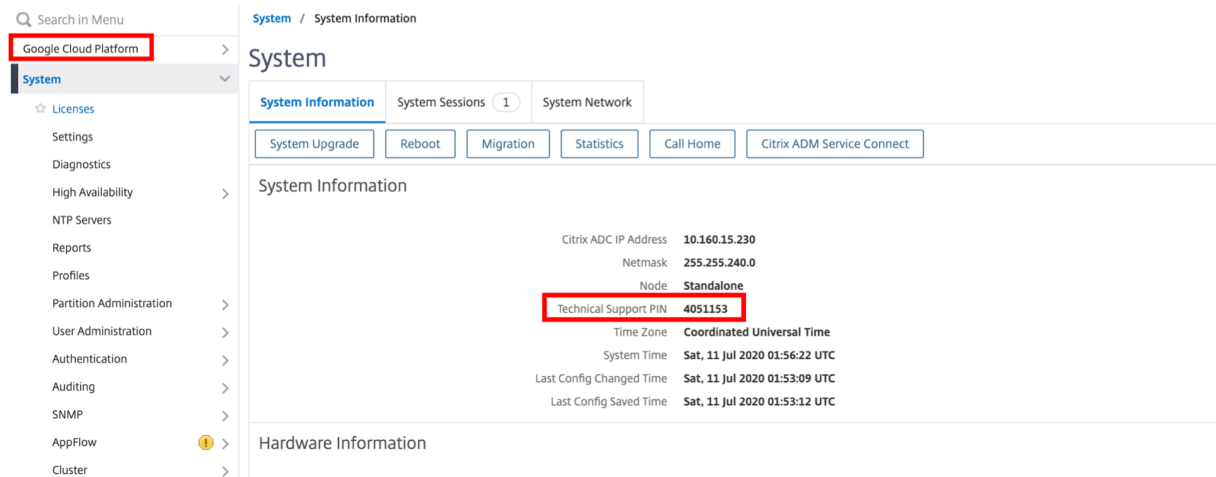 Search in Menu
Google Cloud Platform
System
Licenses
Settings
Diagnostics
High Availability
NTP Servers
Reports
Profiles
Partition Administration
User Administration
Authentication
Auditing
SNMP
AppFlow
Cluster
System / System Information
System
System Information System Sessions 1 System Network
System Upgrade Reboot Migration Statistics Call Home Citrix ADM Service Connect
System Information
Citrix ADC IP Address 10.160.15.230
Netmask 255.255.240.0
Node Standalone
Technical Support PIN 4051153
Time Zone Coordinated Universal Time
System Time Sat, 11 Jul 2020 01:56:22 UTC
Last Config Changed Time Sat, 11 Jul 2020 01:53:09 UTC
Last Config Saved Time Sat, 11 Jul 2020 01:53:12 UTC
Hardware Information